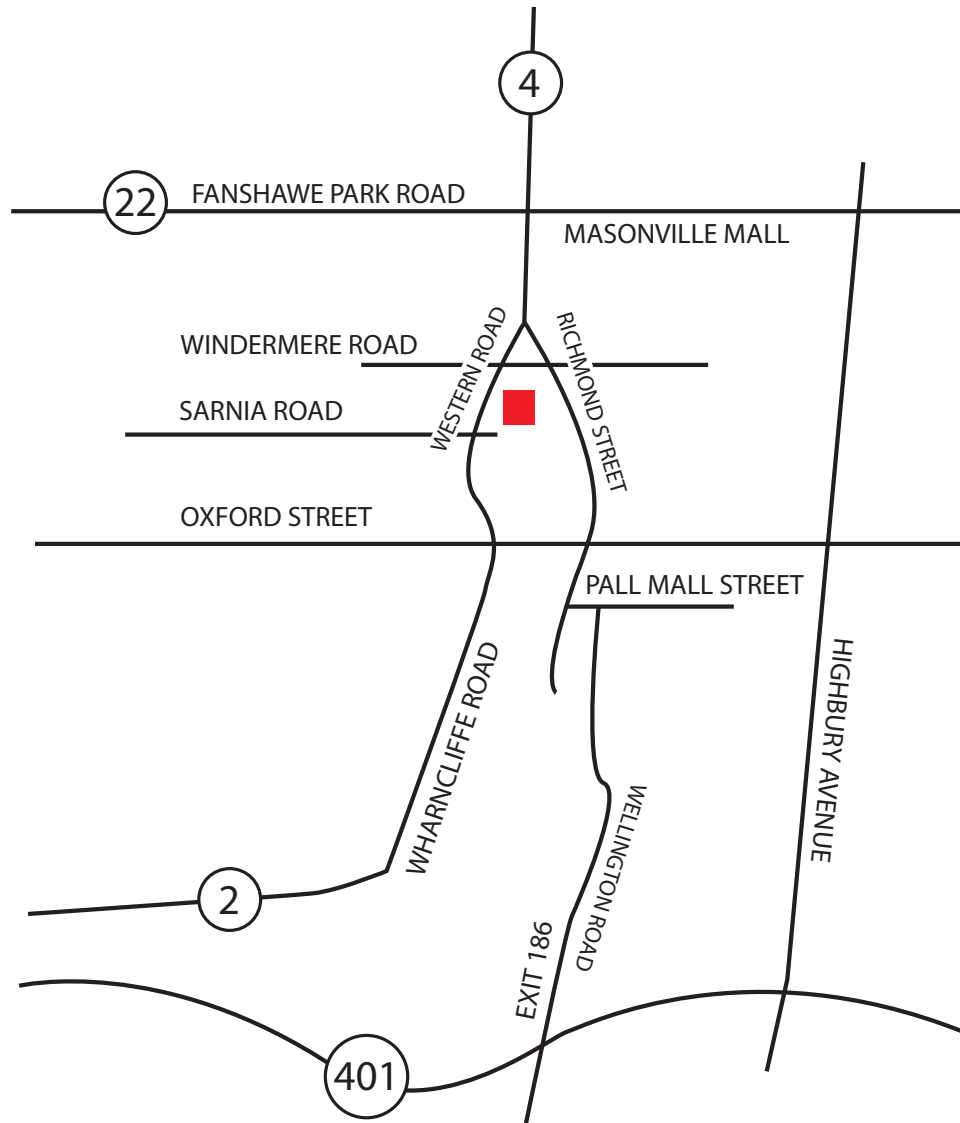 4
22
FANSHAWE PARK ROAD
MASONVILLE MALL
WINDERMERE ROAD
WESTERN ROAD
RICHMOND STREET
SARNIA ROAD
OXFORD STREET
PALL MALL STREET
WHARNCLIFFE ROAD
HIGHBURY AVENUE
WELLINGTON ROAD
2
EXIT 186
401